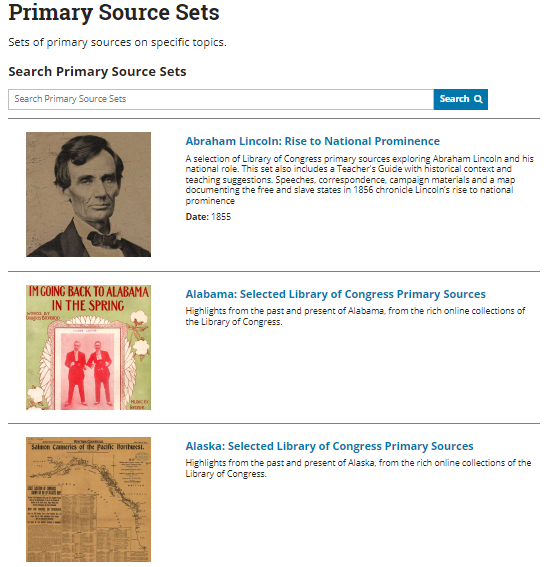 Primary Source Sets
Sets of primary sources on specific topics.
Search Primary Source Sets
Search Primary Source Sets
Search
Abraham Lincoln: Rise to National Prominence
A selection of Library of Congress primary sources exploring Abraham Lincoln and his
national role. This set also includes a Teacher's Guide with historical context and
teaching suggestions. Speeches, correspondence, campaign materials and a map
documenting the free and slave states in 1856 chronicle Lincoln's rise to national
prominence
Date: 1855
I'M GOING BACK TO ALABAMA
IN THE SPRING
WORDS BY
MUSIC BY
Alabama: Selected Library of Congress Primary Sources
Highlights from the past and present of Alabama, from the rich online collections of
the Library of Congress.
Salmon Canneries of the Pacific Northwest.
Alaska: Selected Library of Congress Primary Sources
Highlights from the past and present of Alaska, from the rich online collections of the
Library of Congress.